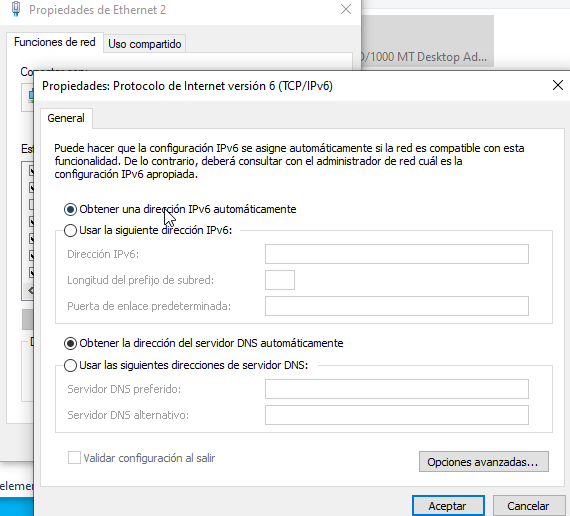 Propiedades de Ethernet 2
Funciones de red
Uso compartido
0/1000 MT Desktop Ad...
Propiedades: Protocolo de Internet versión 6 (TCP/IPv6)
General
Puede hacer que la configuración IPv6 se asigne automáticamente si la red es compatible con esta
funcionalidad. De lo contrario, deberá consultar con el administrador de red cuál es la
configuración IPv6 apropiada.
Obtener una dirección IPv6 automáticamente
Usar la siguiente dirección IPv6:
Dirección IPv6:
Longitud del prefijo de subred:
Puerta de enlace predeterminada:
Obtener la dirección del servidor DNS automáticamente
Usar las siguientes direcciones de servidor DNS:
Servidor DNS preferido:
Servidor DNS alternativo:
Validar configuración al salir
Opciones avanzadas...
elemen
Aceptar
Cancelar